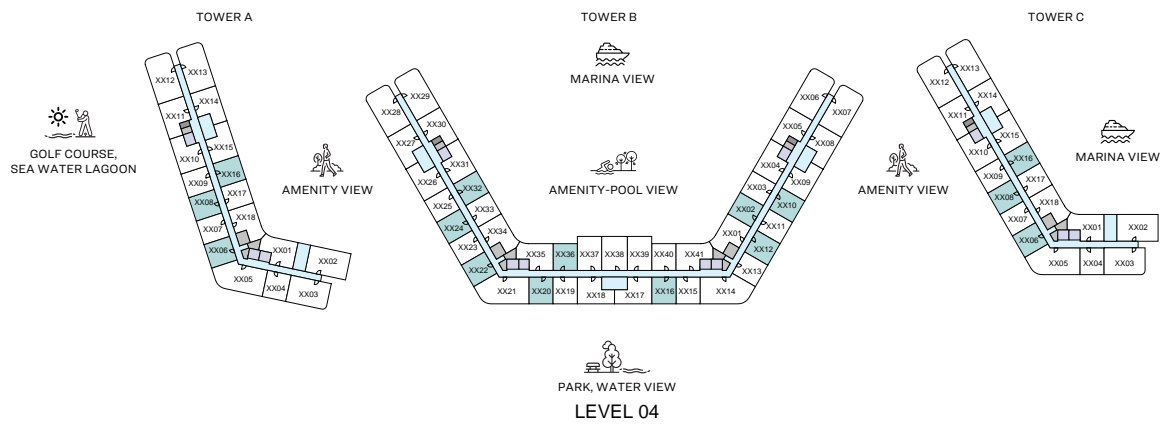 TOWER A
TOWER B
TOWER C
MARINA VIEW
GOLF COURSE,
SEA WATER LAGOON
AMENITY VIEW
AMENITY-POOL VIEW
AMENITY VIEW
MARINA VIEW
XX13
XX12
XX14
XX11
XX15
XX10
XX16
XX09
XX17
XX08
XX18
XX07
XX06
XX01
XX02
XX05
XX04
XX03
XX29
XX28
XX30
XX27
XX31
XX26
XX32
XX25
XX33
XX24
XX34
XX23
XX22
XX35
XX36
XX37
XX38
XX39
XX40
XX41
XX21
XX20
XX19
XX18
XX17
XX16
XX15
XX14
XX06
XX07
XX05
XX08
XX04
XX09
XX03
XX10
XX02
XX11
XX01
XX12
XX13
XX13
XX12
XX14
XX11
XX15
XX10
XX16
XX09
XX17
XX08
XX18
XX07
XX06
XX01
XX02
XX05
XX04
XX03
PARK, WATER VIEW
LEVEL 04